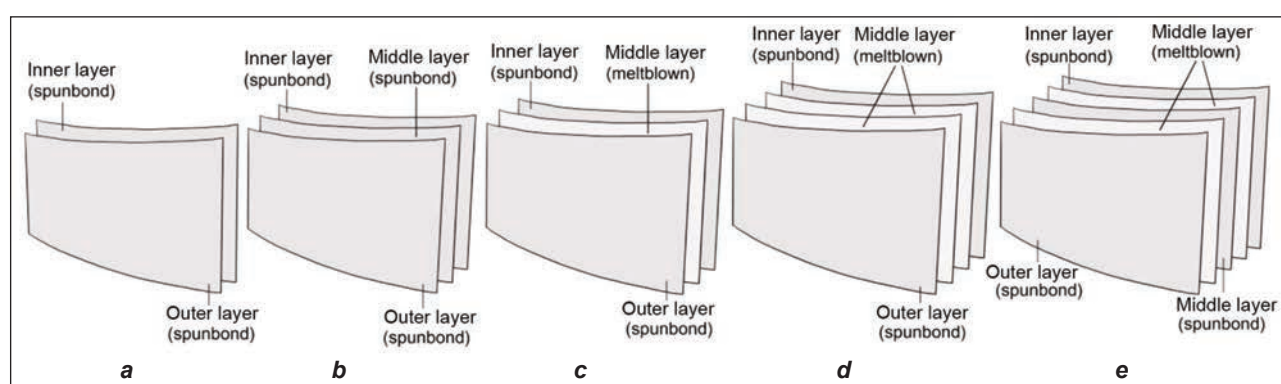 Inner layer
(spunbond)
Outer layer
(spunbond)
a
Inner layer
(spunbond)
Middle layer
(spunbond)
Outer layer
(spunbond)
b
Inner layer
(spunbond)
Middle layer
(meltblown)
Outer layer
(spunbond)
c
Inner layer
(spunbond)
Middle layer
(meltblown)
Outer layer
(spunbond)
d
Inner layer
(spunbond)
Middle layer
(meltblown)
Outer layer
(spunbond)
Middle layer
(spunbond)
e